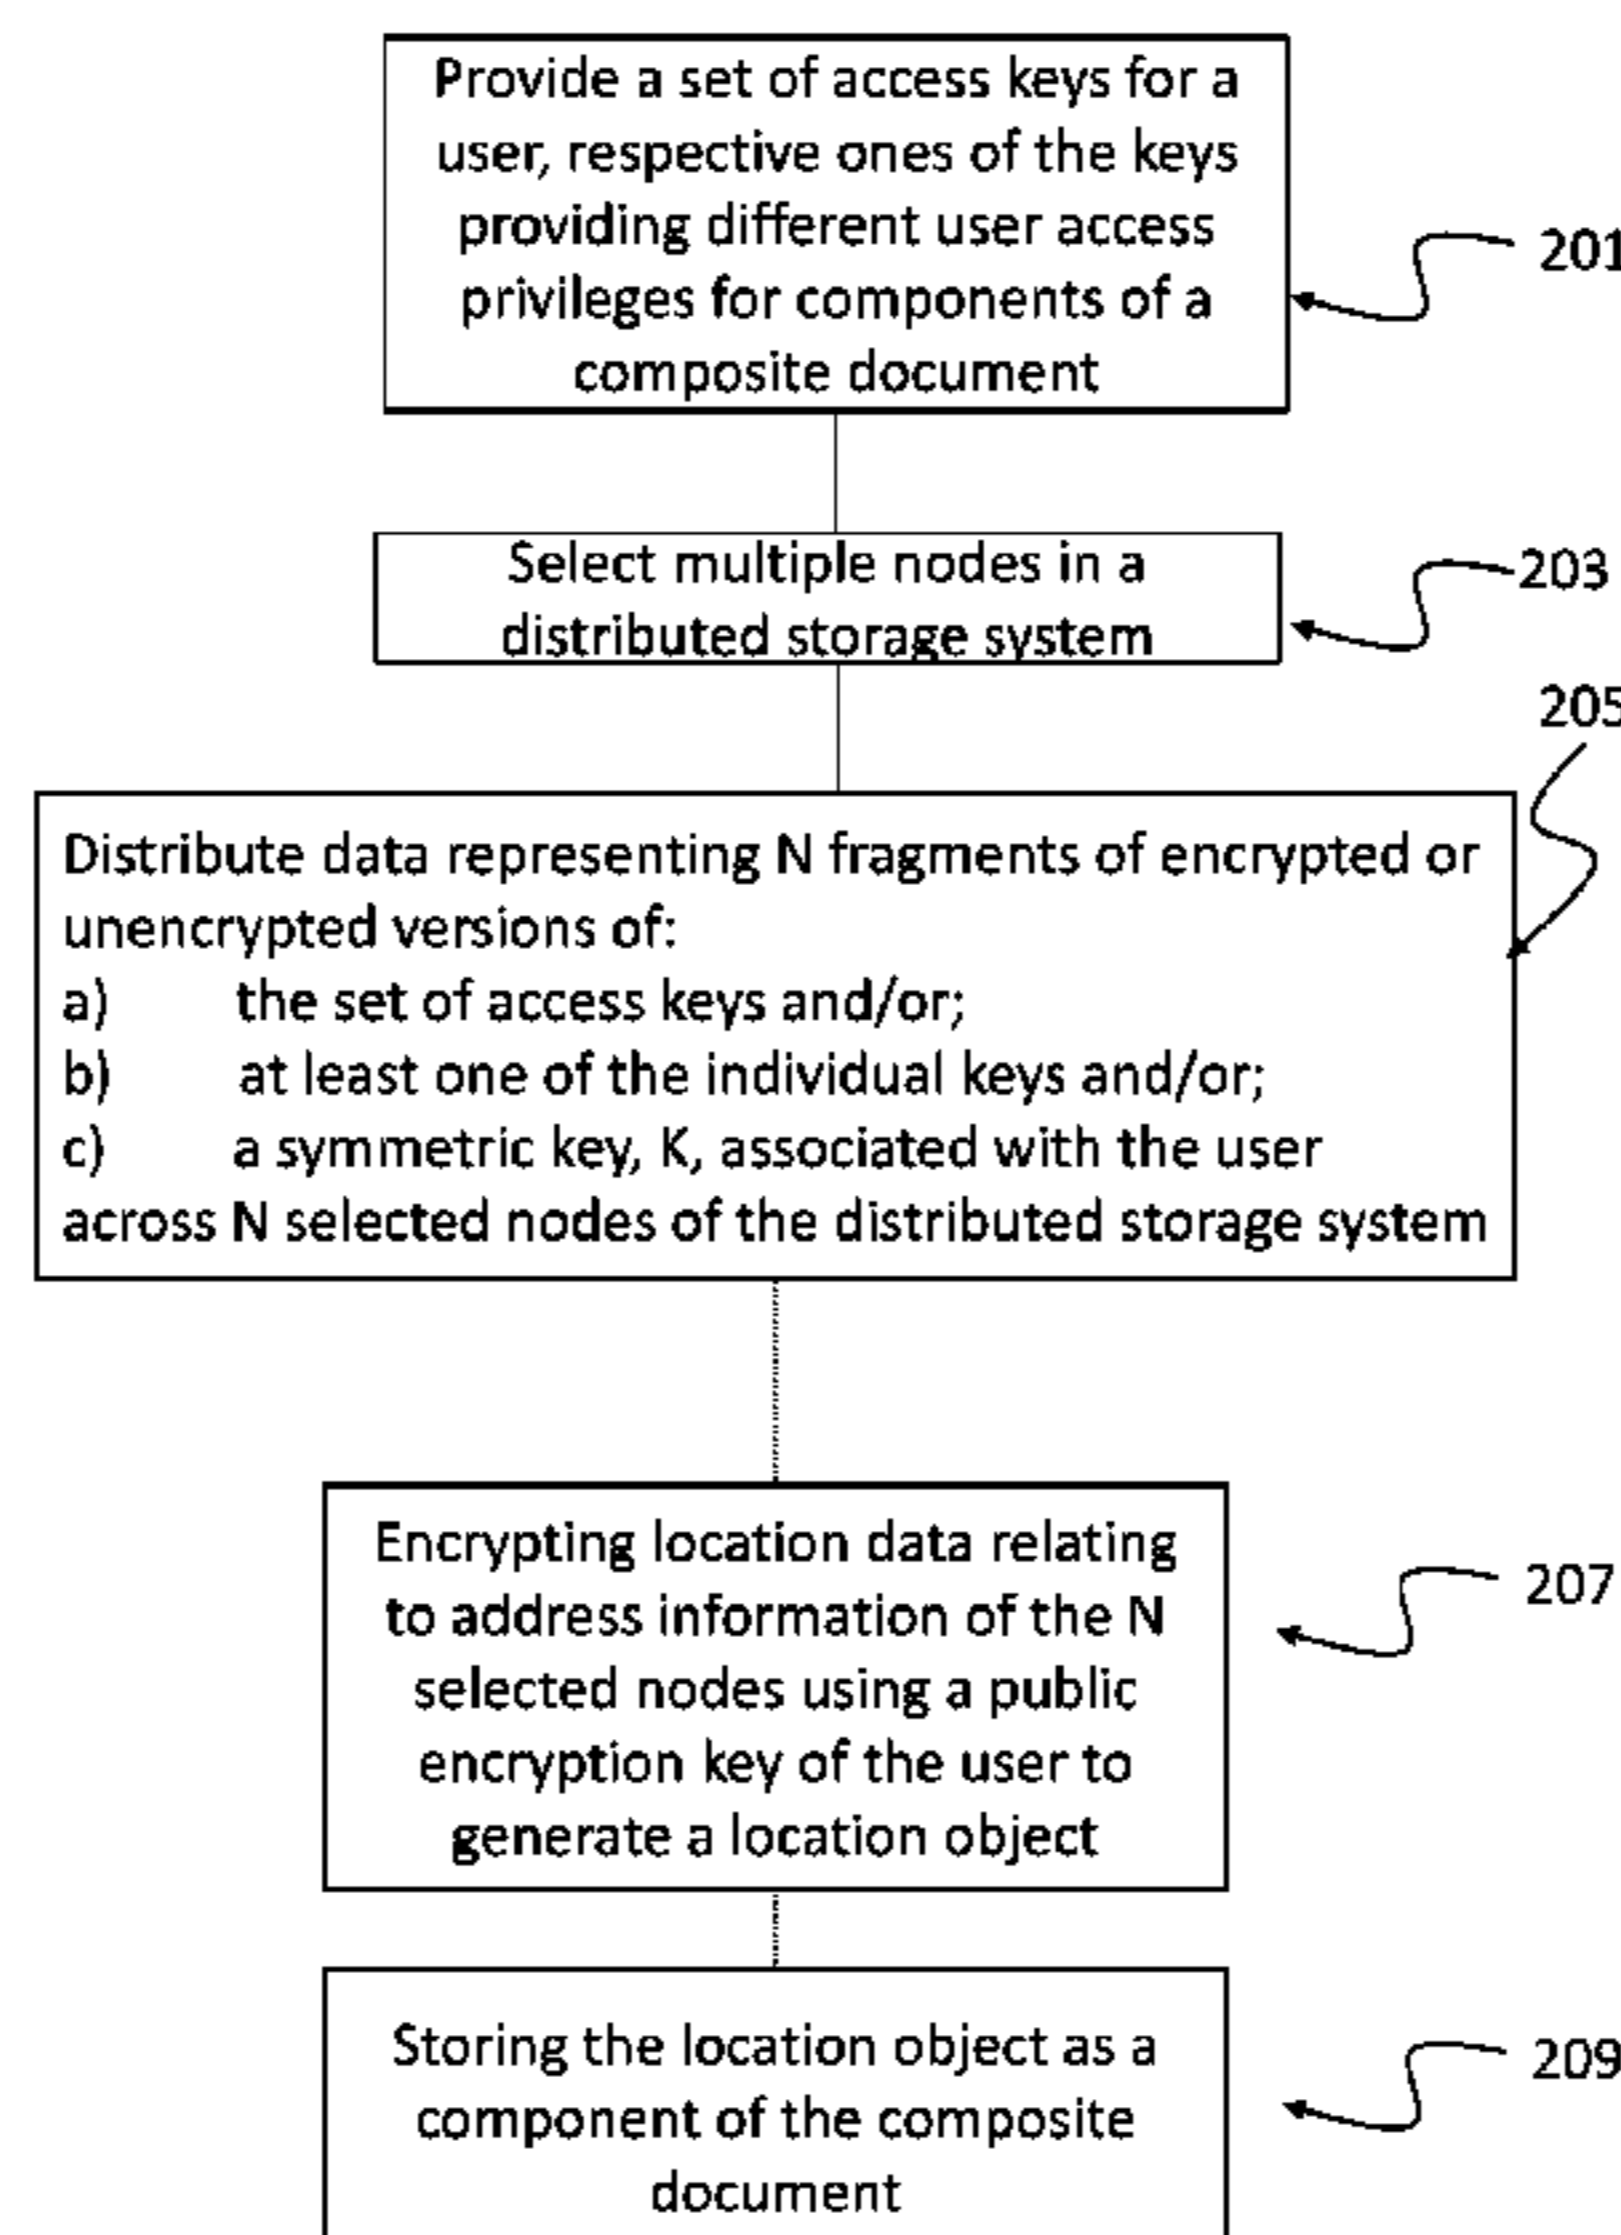 Provide a set of access keys for a
user, respective ones of the keys
providing different user access
privileges for components of a
composite document
201
Select multiple nodes in a
distributed storage system
203
205
Distribute data representing N fragments of encrypted or
unencrypted versions of:
a) the set of access keys and/or;
b) at least one of the individual keys and/or;
c) a symmetric key, K, associated with the user
across N selected nodes of the distributed storage system
Encrypting location data relating
to address information of the N
selected nodes using a public
encryption key of the user to
generate a location object
207
Storing the location object as a
component of the composite
document
209